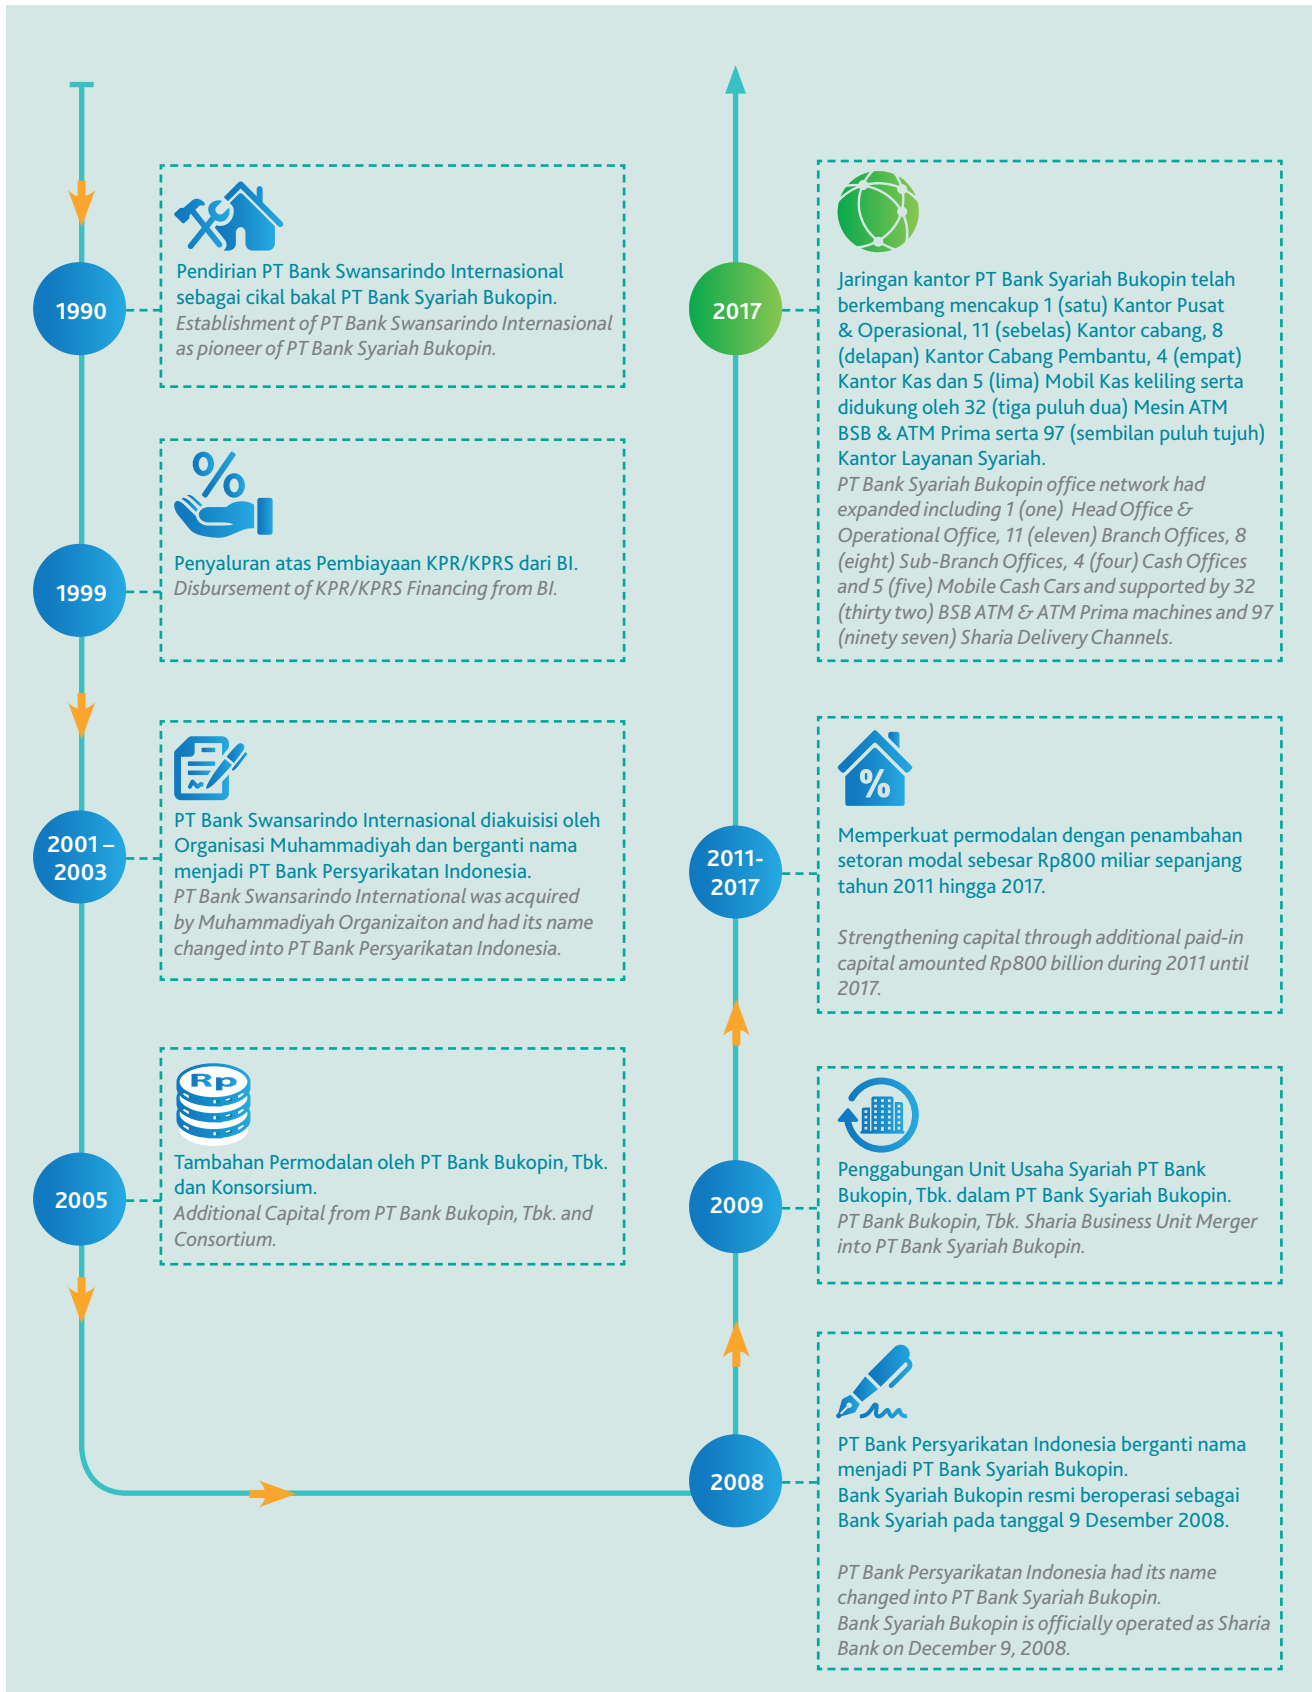 1990
Pendirian PT Bank Swansarindo Internasional
sebagai cikal bakal PT Bank Syariah Bukopin.
Establishment of PT Bank Swansarindo Internasional
as pioneer of PT Bank Syariah Bukopin.
%
1999
Penyaluran atas Pembiayaan KPR/KPRS dari BI.
Disbursement of KPR/KPRS Financing from BI.
2001 –
2003
PT Bank Swansarindo Internasional diakuisisi oleh
Organisasi Muhammadiyah dan berganti nama
menjadi PT Bank Persyarikatan Indonesia.
PT Bank Swansarindo International was acquired
by Muhammadiyah Organizaiton and had its name
changed into PT Bank Persyarikatan Indonesia.
Rp
2005
Tambahan Permodalan oleh PT Bank Bukopin, Tbk.
dan Konsorsium.
Additional Capital from PT Bank Bukopin, Tbk. and
Consortium.
2008
PT Bank Persyarikatan Indonesia berganti nama
menjadi PT Bank Syariah Bukopin.
Bank Syariah Bukopin resmi beroperasi sebagai
Bank Syariah pada tanggal 9 Desember 2008.
PT Bank Persyarikatan Indonesia had its name
changed into PT Bank Syariah Bukopin.
Bank Syariah Bukopin is officially operated as Sharia
Bank on December 9, 2008.
2009
Penggabungan Unit Usaha Syariah PT Bank
Bukopin, Tbk. dalam PT Bank Syariah Bukopin.
PT Bank Bukopin, Tbk. Sharia Business Unit Merger
into PT Bank Syariah Bukopin.
%
2011-
2017
Memperkuat permodalan dengan penambahan
setoran modal sebesar Rp800 miliar sepanjang
tahun 2011 hingga 2017.
Strengthening capital through additional paid-in
capital amounted Rp800 billion during 2011 until
2017.
2017
Jaringan kantor PT Bank Syariah Bukopin telah
berkembang mencakup 1 (satu) Kantor Pusat
& Operasional, 11 (sebelas) Kantor cabang, 8
(delapan) Kantor Cabang Pembantu, 4 (empat)
Kantor Kas dan 5 (lima) Mobil Kas keliling serta
didukung oleh 32 (tiga puluh dua) Mesin ATM
BSB & ATM Prima serta 97 (sembilan puluh tujuh)
Kantor Layanan Syariah.
PT Bank Syariah Bukopin office network had
expanded including 1 (one) Head Office &
Operational Office, 11 (eleven) Branch Offices, 8
(eight) Sub-Branch Offices, 4 (four) Cash Offices
and 5 (five) Mobile Cash Cars and supported by 32
(thirty two) BSB ATM & ATM Prima machines and 97
(ninety seven) Sharia Delivery Channels.